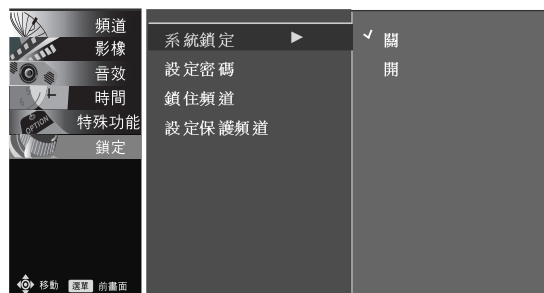 頻道
影像
音效
時間
OPTION
特殊功能
鎖定
系統鎖定
設定密碼
鎖住頻道
設定保護頻道
關
開
移動 選單 前畫面